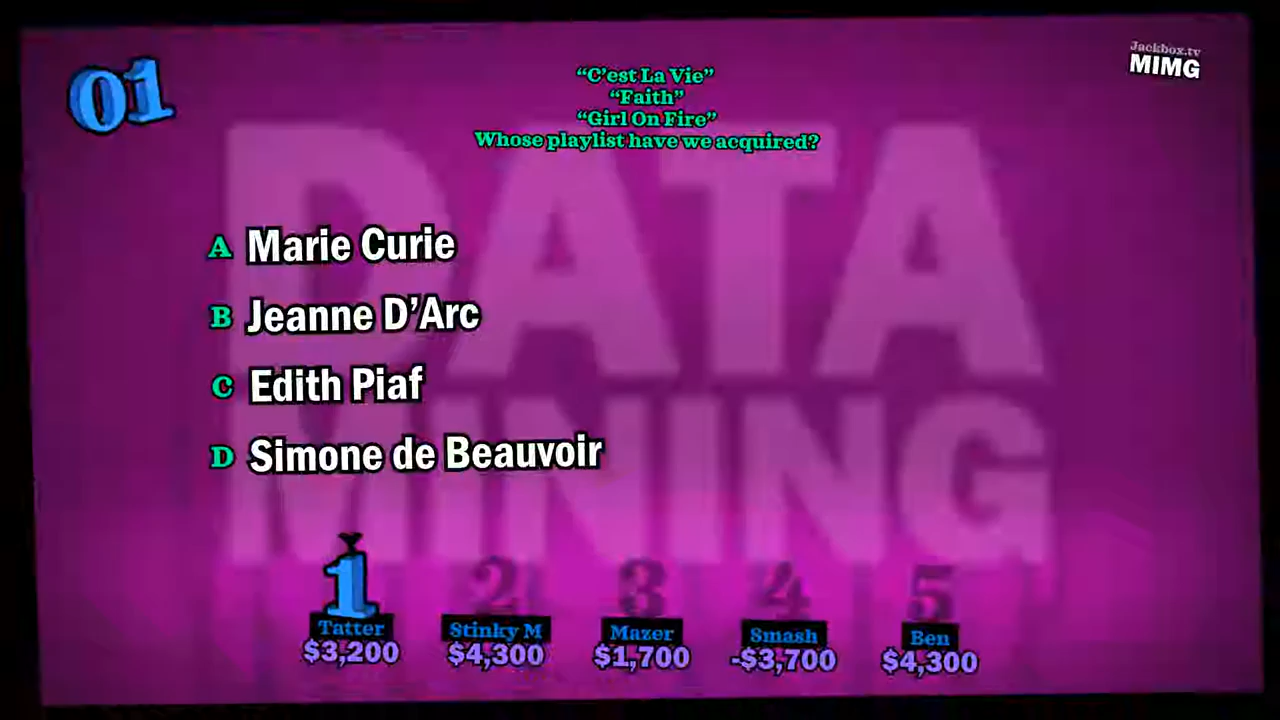 01
Jackbox.tv
MIMG
“C’est La Vie”
“Faith”
“Girl On Fire”
Whose playlist have we acquired?
DATA
MINING
A Marie Curie
B Jeanne D’Arc
C Edith Piaf
D Simone de Beauvoir
1 2 3 4 5
Tatter Stinky M Mazer Smash Ben
$3,200 $4,300 $1,700 -$3,700 $4,300